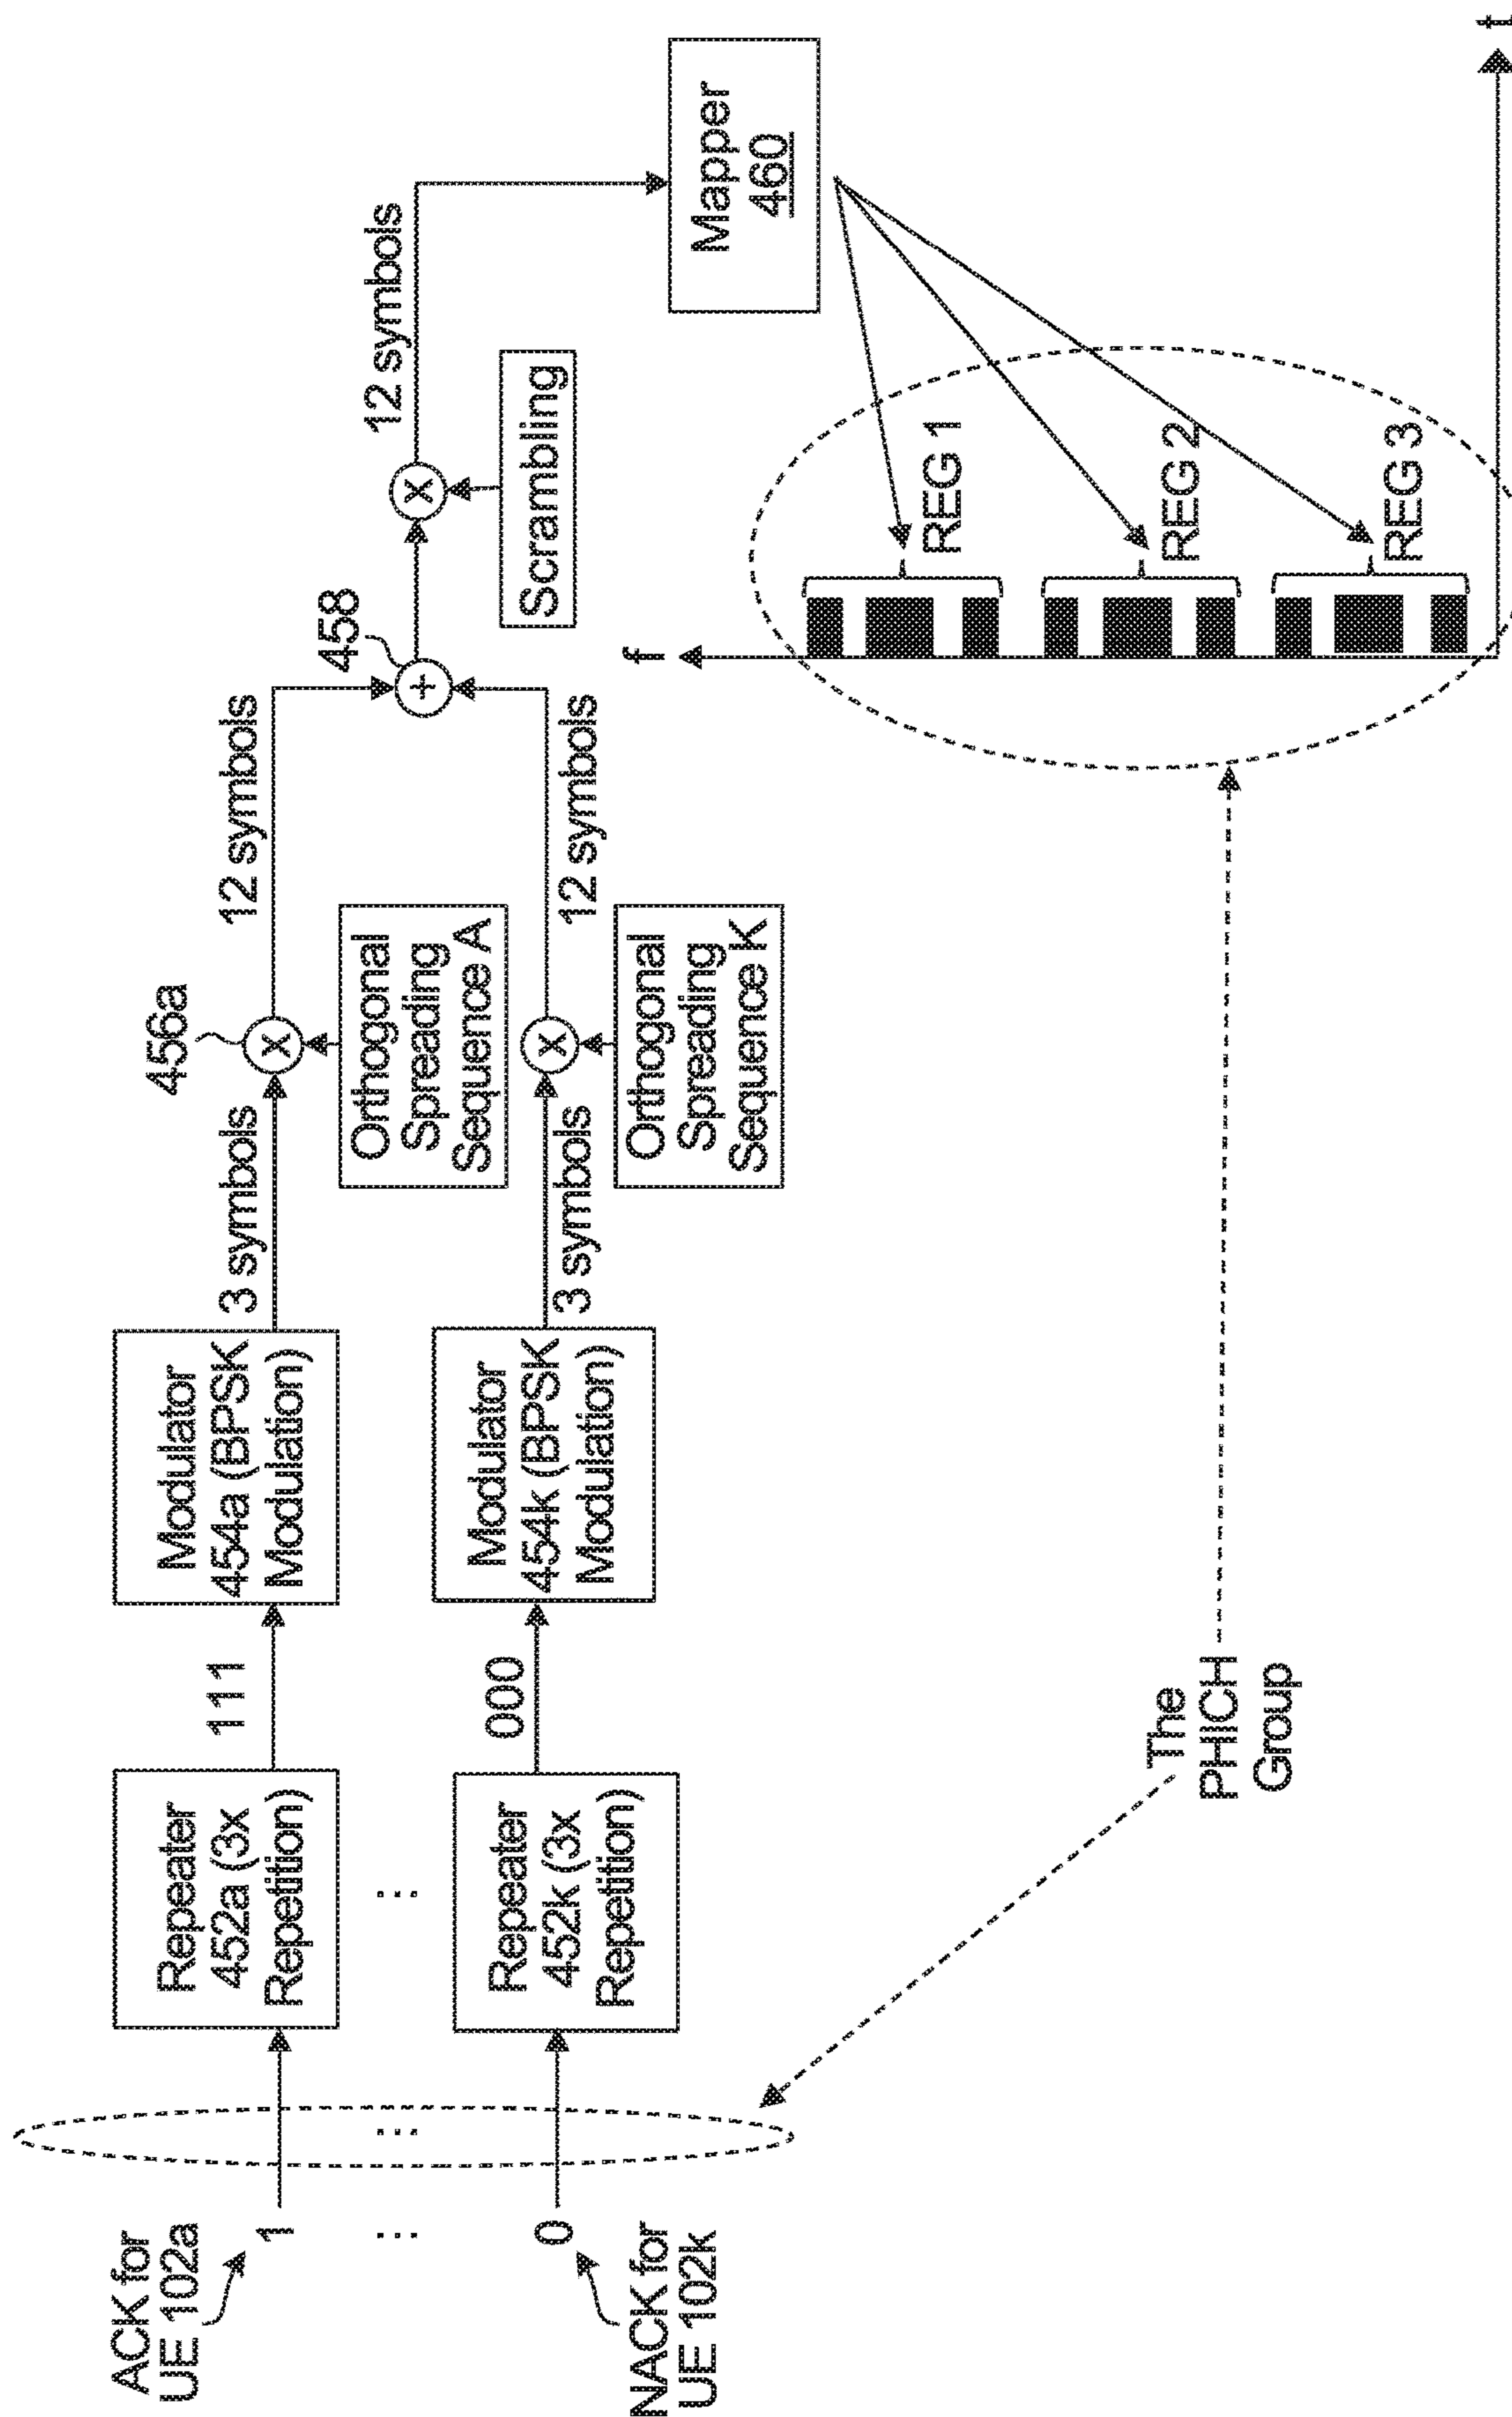 ACK for
UE 102a
1
...
0
NACK for
UE 102k
...
Repeater
452a (3x
Repetition)
...
Repeater
452k (3x
Repetition)
111
000
Modulator
454a (BPSK
Modulation)
Modulator
454k (BPSK
Modulation)
3 symbols
3 symbols
456a
X
Orthogonal
Spreading
Sequence A
X
Orthogonal
Spreading
Sequence K
12 symbols
12 symbols
458
+
X
Scrambling
12 symbols
Mapper
460
f
REG 1
REG 2
REG 3
t
The
PHICH
Group